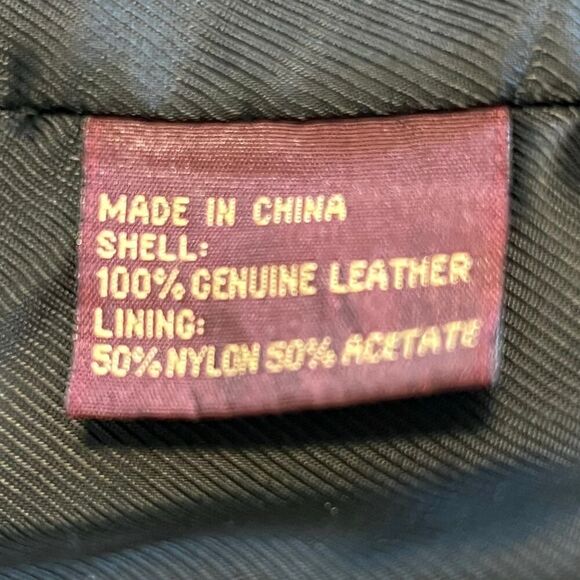 MADE IN CHINA
SHELL:
100% GENUINE LEATHER
LINING:
50% NYLON 50% ACETATE